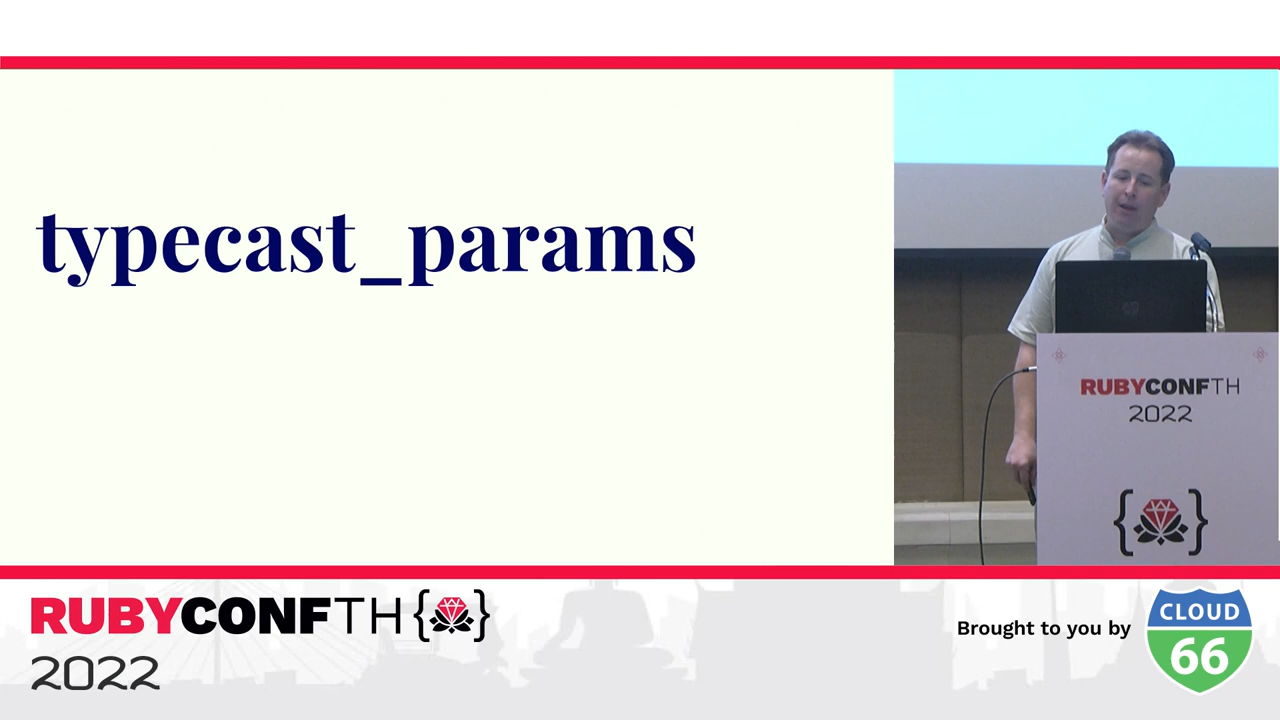 typecast_params
RUBYCONFTH
2022
RUBYCONFTH
2022
Brought to you by
CLOUD
66